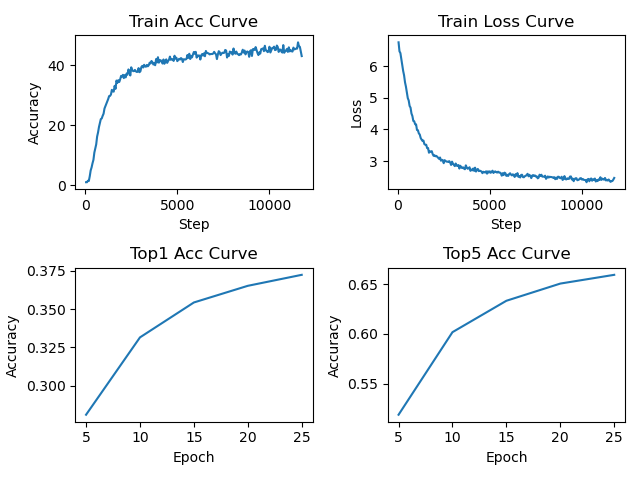 Train Acc Curve
Accuracy
40
20
0
0 5000 10000
Step
Train Loss Curve
Loss
6
5
4
3
0 5000 10000
Step
Top1 Acc Curve
Accuracy
0.375
0.350
0.325
0.300
5 10 15 20 25
Epoch
Top5 Acc Curve
Accuracy
0.65
0.60
0.55
5 10 15 20 25
Epoch